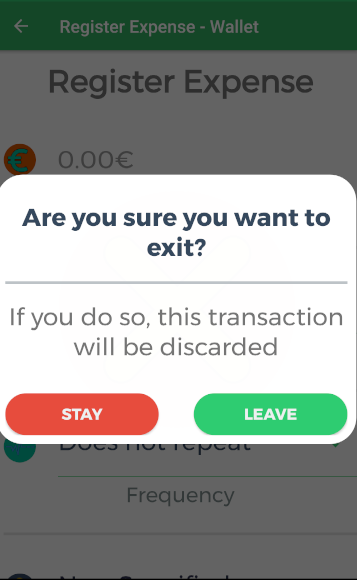 Register Expense - Wallet
Register Expense
0.00€
Are you sure you want to
exit?
If you do so, this transaction
will be discarded
STAY
LEAVE
Does not repeat
Frequency